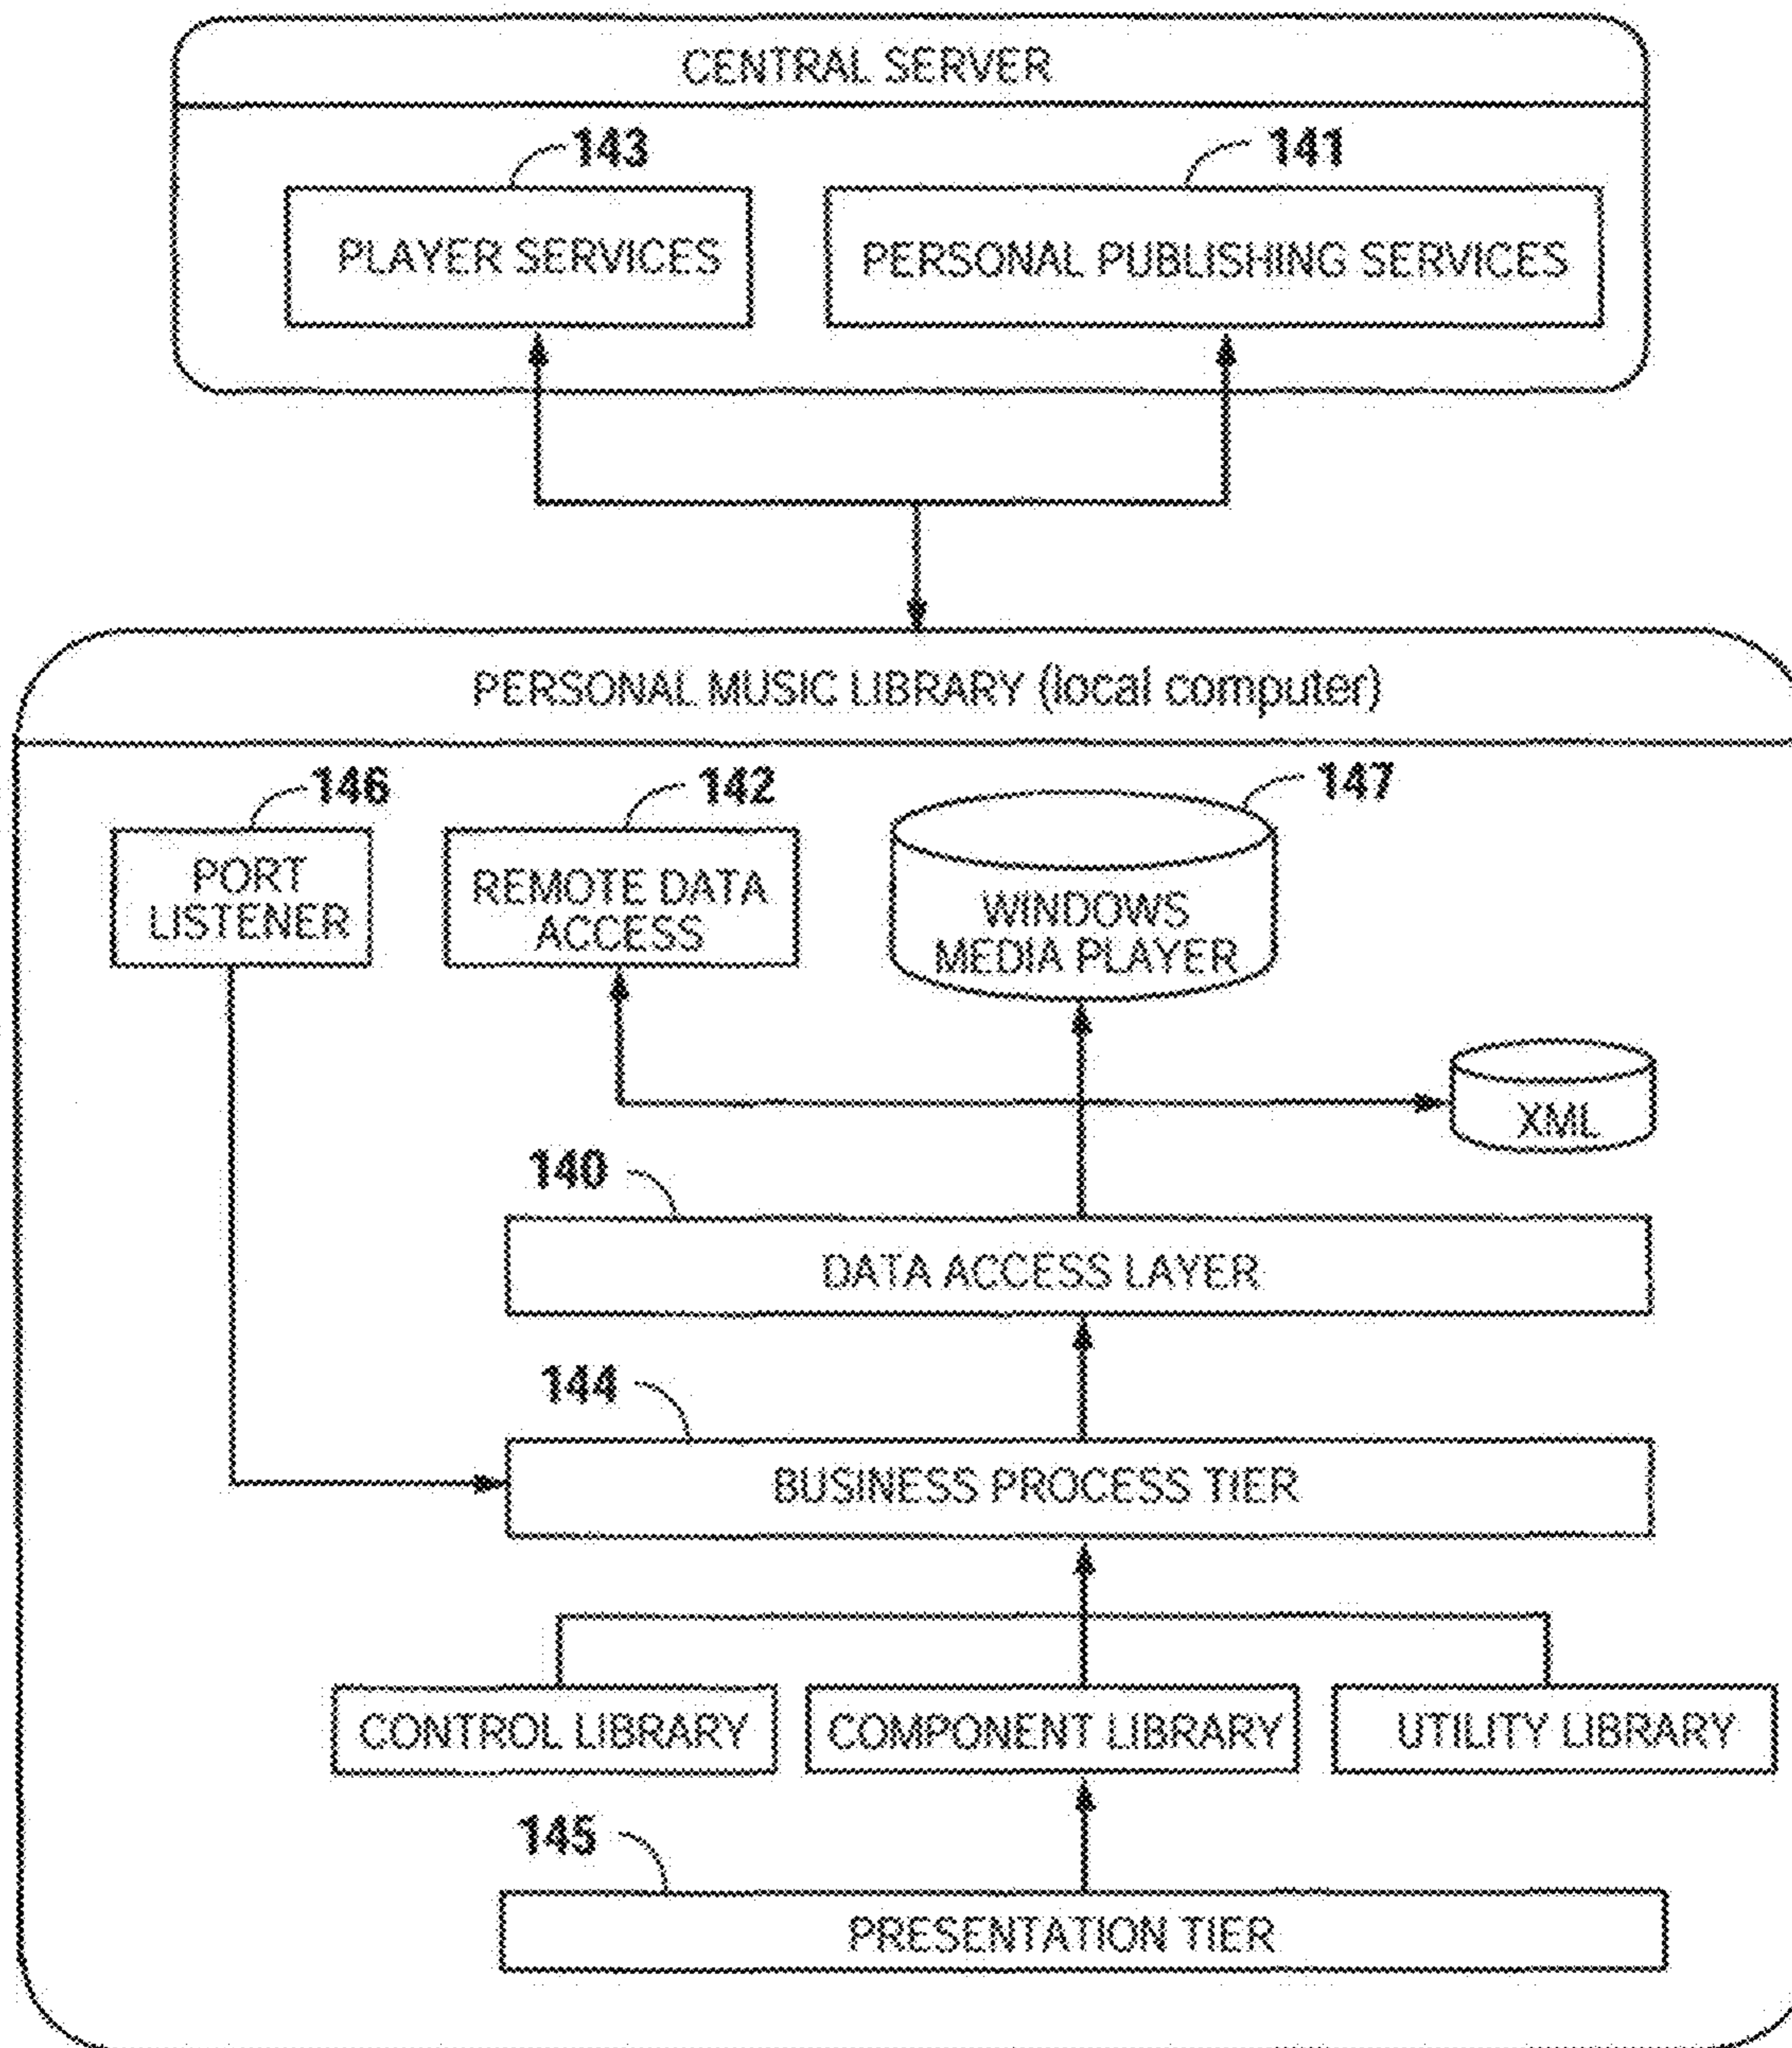 CENTRAL SERVER
143
141
PLAYER SERVICES
PERSONAL PUBLISHING SERVICES
PERSONAL MUSIC LIBRARY (local computer)
146
142
147
PORT
LISTENER
REMOTE DATA
ACCESS
WINDOWS
MEDIA PLAYER
XML
140
DATA ACCESS LAYER
144
BUSINESS PROCESS TIER
CONTROL LIBRARY
COMPONENT LIBRARY
UTILITY LIBRARY
145
PRESENTATION TIER